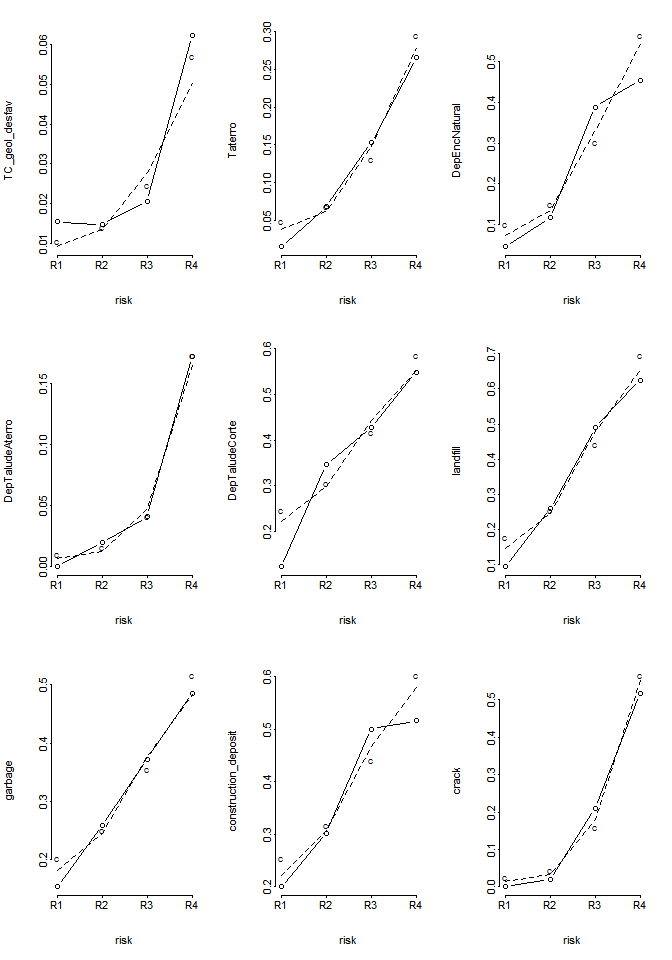 TC_geol_desfav
0.01 0.02 0.03 0.04 0.05 0.06
c c c c
R1 R2 R3 R4
risk
Taterro
0.05 0.10 0.15 0.20 0.25 0.30
c c c c
R1 R2 R3 R4
risk
DepEncNatural
0.1 0.2 0.3 0.4 0.5
c c c c
R1 R2 R3 R4
risk
DepTaludeAterro
0.00 0.05 0.10 0.15
c c c c
R1 R2 R3 R4
risk
DepTaludeCorte
0.2 0.3 0.4 0.5 0.6
c c c c
R1 R2 R3 R4
risk
landfill
0.1 0.2 0.3 0.4 0.5 0.6 0.7
c c c c
R1 R2 R3 R4
risk
garbage
0.2 0.3 0.4 0.5
c c c c
R1 R2 R3 R4
risk
construction_deposit
0.2 0.3 0.4 0.5 0.6
c c c c
R1 R2 R3 R4
risk
crack
0.0 0.1 0.2 0.3 0.4 0.5
c c c c
R1 R2 R3 R4
risk